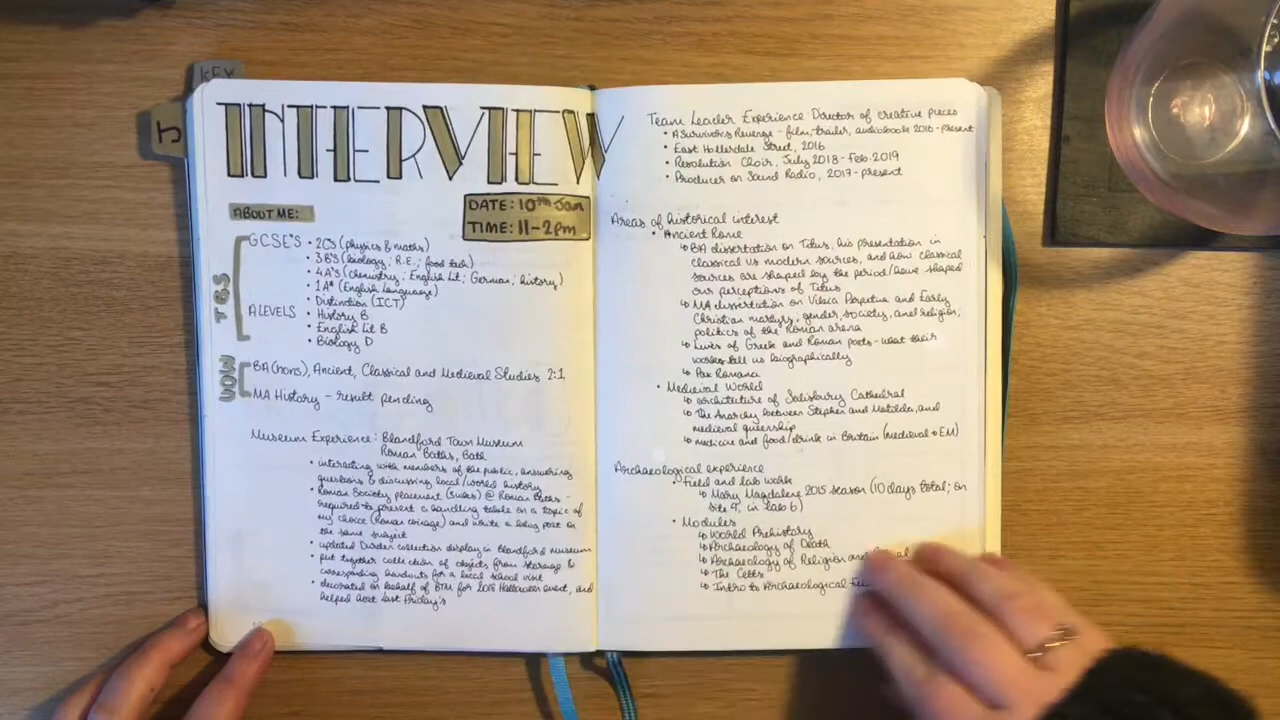 KEY
J
INTERVIEW
DATE: 10th Jan
TIME: 11-2pm
ABOUT ME:
TBS
GCSE'S • 2C'S (physics & maths)
• 3B'S (biology; R.E.; food tech)
• 4A'S (chemistry; English Lit; German; history)
• 1A* (English language)
• Distinction (ICT)
A LEVELS • History B
• English Lit B
• Biology D
UOW
BA (hons), Ancient, Classical and Medieval Studies 2:1
MA History - result pending
Museum Experience: Blandford Town Museum
Roman Baths, Bath
• interacting with members of the public, answering
questions & discussing local/world history
• Roman Society placement (2wks) @ Roman Baths -
required to present a handling table on a topic of
my choice (Roman coinage) and write a blog post on
the same subject
• updated Durden collection display in Blandford Museum
• put together collection of objects from storage &
corresponding handouts for a local school visit
• decorated on behalf of BTM for 2018 Halloween event, and
helped host Last Friday's
Team Leader Experience Director of creative pieces
• A Survivor's Revenge - film, trailer, audiobooks 2016-present
• East Hollerdale Street, 2016
• Resolution Choir, July 2018 - Feb. 2019
• Producer on Sound Radio, 2017-present
Areas of historical interest
• Ancient Rome
↳ BA dissertation on Titus, his presentation in
classical vs modern sources, and how classical
sources are shaped by the period/have shaped
our perceptions of Titus
↳ MA dissertation on Vibia Perpetua and Early
Christian martyrs; gender, society, and religion;
politics of the Roman arena
↳ Lives of Greek and Roman poets - what their
works tell us biographically
↳ Pax Romana
• Medieval World
↳ architecture of Salisbury Cathedral
↳ The Anarchy between Stephen and Matilda, and
medieval queenship
↳ medicine and food/drink in Britain (medieval → EM)
Archaeological experience
• Field and lab work
↳ Mary Magdalene 2015 season (10 days total; on
site 4, in lab 6)
• Modules
↳ World Prehistory
↳ Archaeology of Death
↳ Archaeology of Religion and
↳ The Celts
↳ Intro to Archaeological